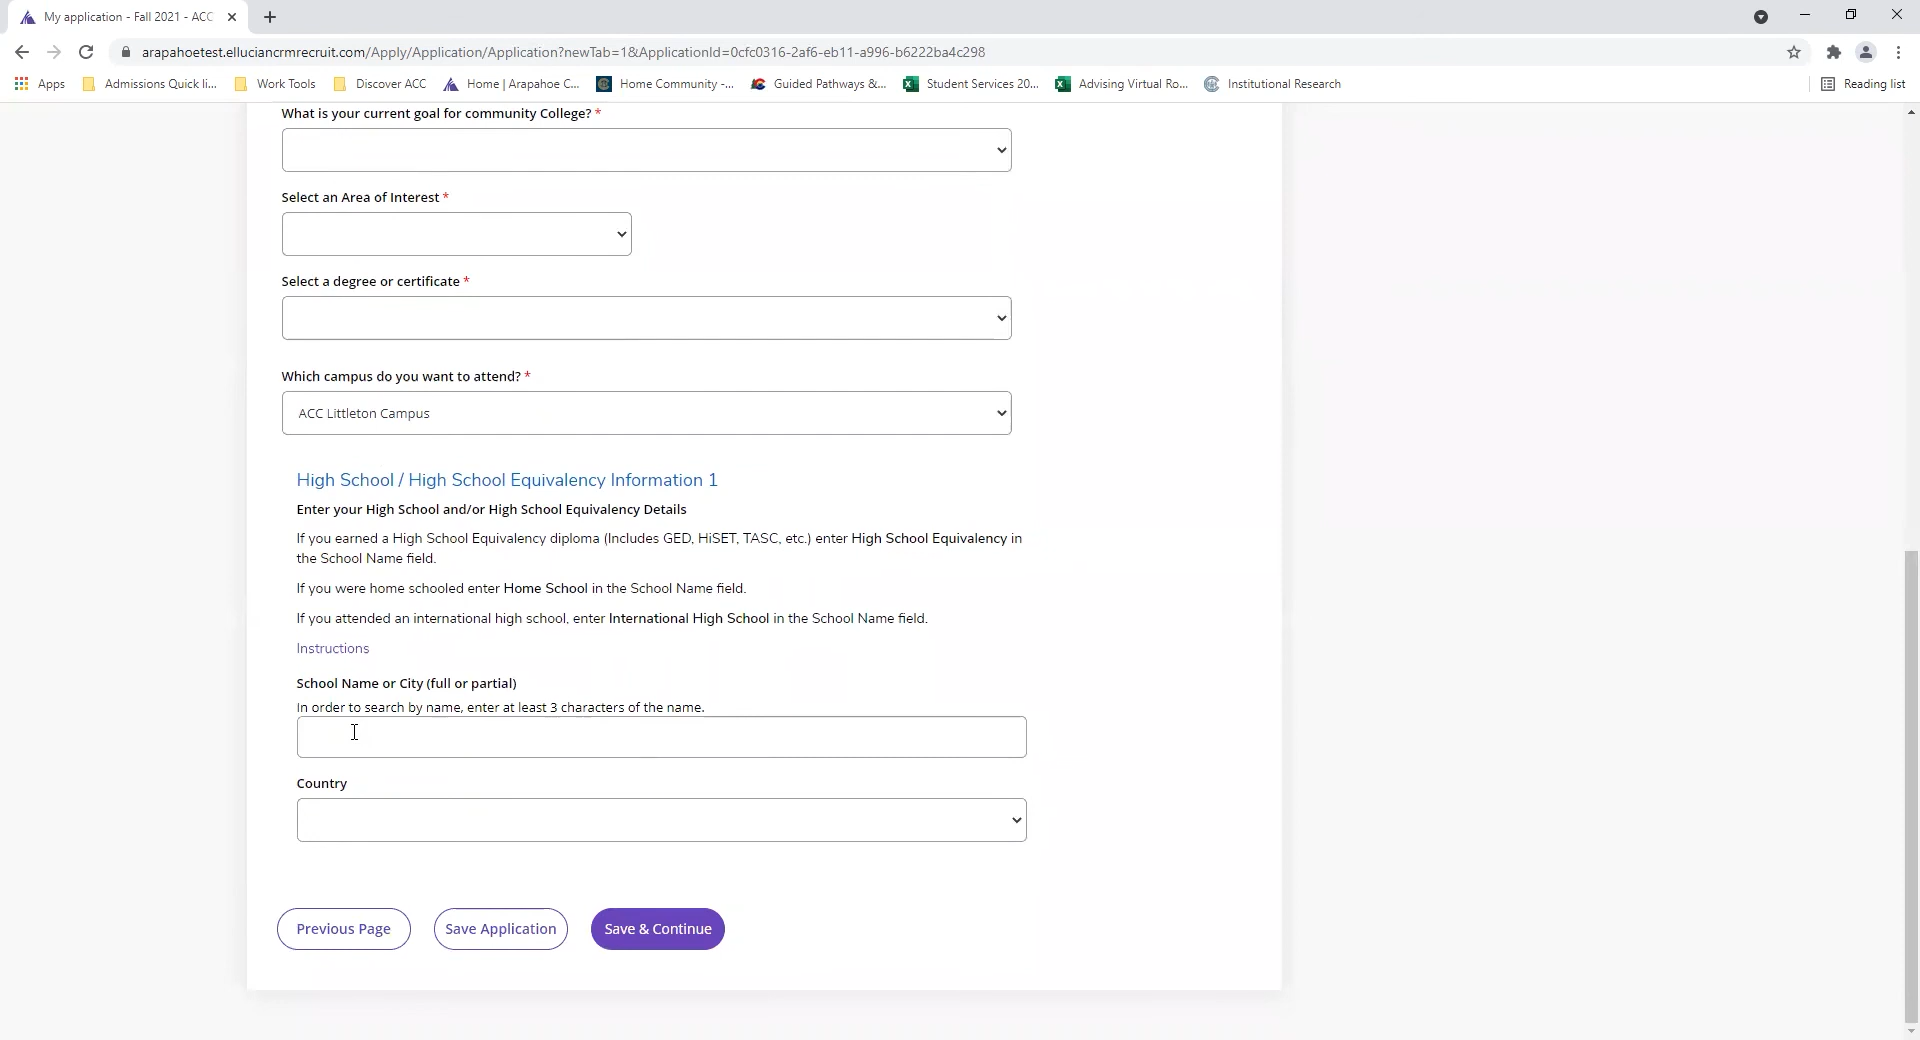 My application - Fall 2021 - ACC
arapahoetest.elluciancrmrecruit.com/Apply/Application/Application?newTab=1&ApplicationId=0cfc0316-2af6-eb11-a996-b6222ba4c298
Apps Admissions Quick li... Work Tools Discover ACC Home | Arapahoe C... Home Community -... Guided Pathways &... Student Services 20... Advising Virtual Ro... Institutional Research Reading list
What is your current goal for community College? *
Select an Area of Interest *
Select a degree or certificate *
Which campus do you want to attend? *
ACC Littleton Campus
High School / High School Equivalency Information 1
Enter your High School and/or High School Equivalency Details
If you earned a High School Equivalency diploma (Includes GED, HiSET, TASC, etc.) enter High School Equivalency in
the School Name field.
If you were home schooled enter Home School in the School Name field.
If you attended an international high school, enter International High School in the School Name field.
Instructions
School Name or City (full or partial)
In order to search by name, enter at least 3 characters of the name.
Country
Previous Page Save Application Save & Continue